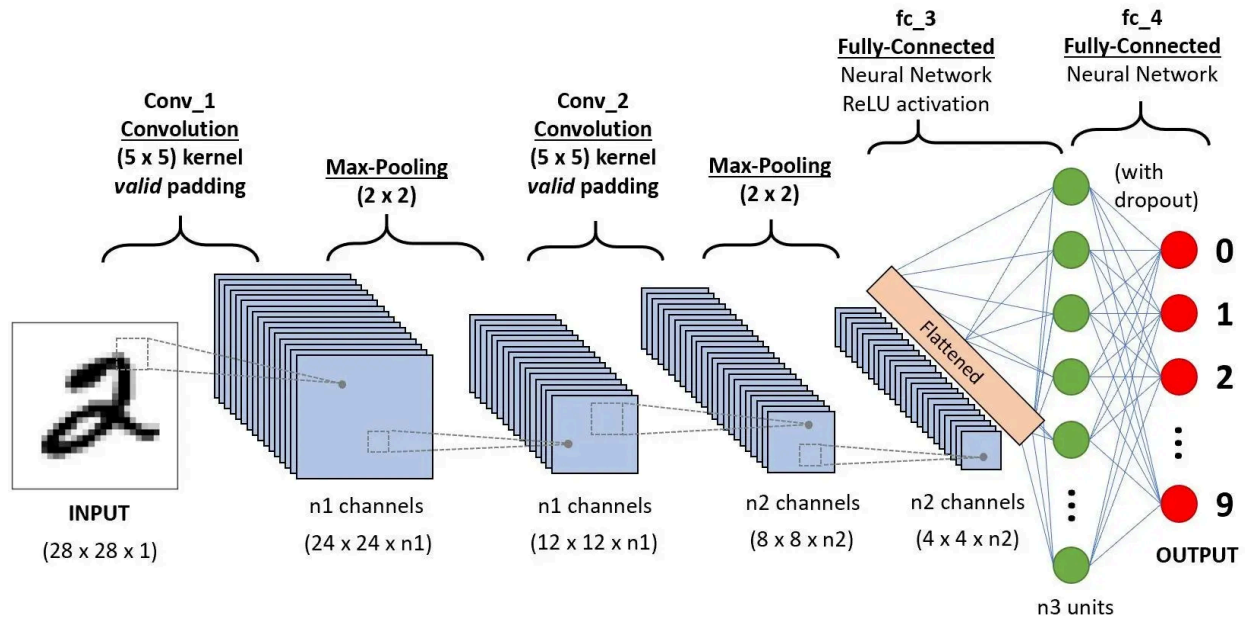 fc_3
Fully-Connected
Neural Network
ReLU activation
fc_4
Fully-Connected
Neural Network
Conv_1
Convolution
(5 x 5) kernel
valid padding
Max-Pooling
(2 x 2)
Conv_2
Convolution
(5 x 5) kernel
valid padding
Max-Pooling
(2 x 2)
(with
dropout)
Flattened
0
1
2
9
INPUT
(28 x 28 x 1)
n1 channels
(24 x 24 x n1)
n1 channels
(12 x 12 x n1)
n2 channels
(8 x 8 x n2)
n2 channels
(4 x 4 x n2)
OUTPUT
n3 units
2